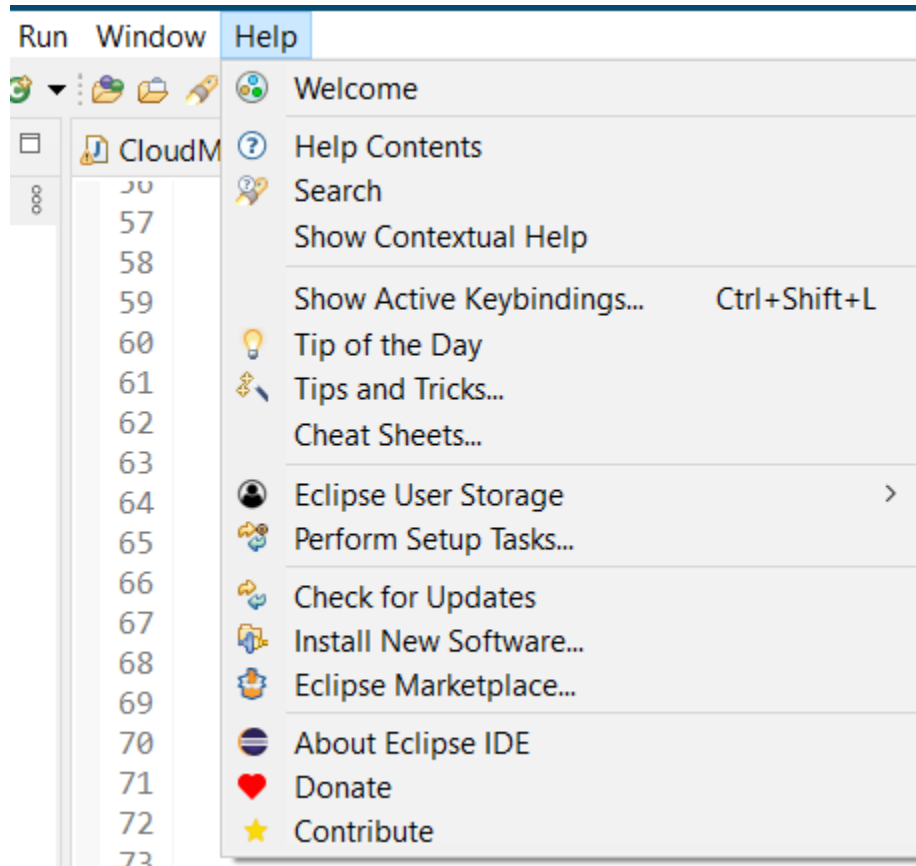 Run Window Help
Welcome
CloudM
Help Contents
Search
Show Contextual Help
Show Active Keybindings... Ctrl+Shift+L
Tip of the Day
Tips and Tricks...
Cheat Sheets...
Eclipse User Storage
Perform Setup Tasks...
Check for Updates
Install New Software...
Eclipse Marketplace...
About Eclipse IDE
Donate
Contribute
56
57
58
59
60
61
62
63
64
65
66
67
68
69
70
71
72
73